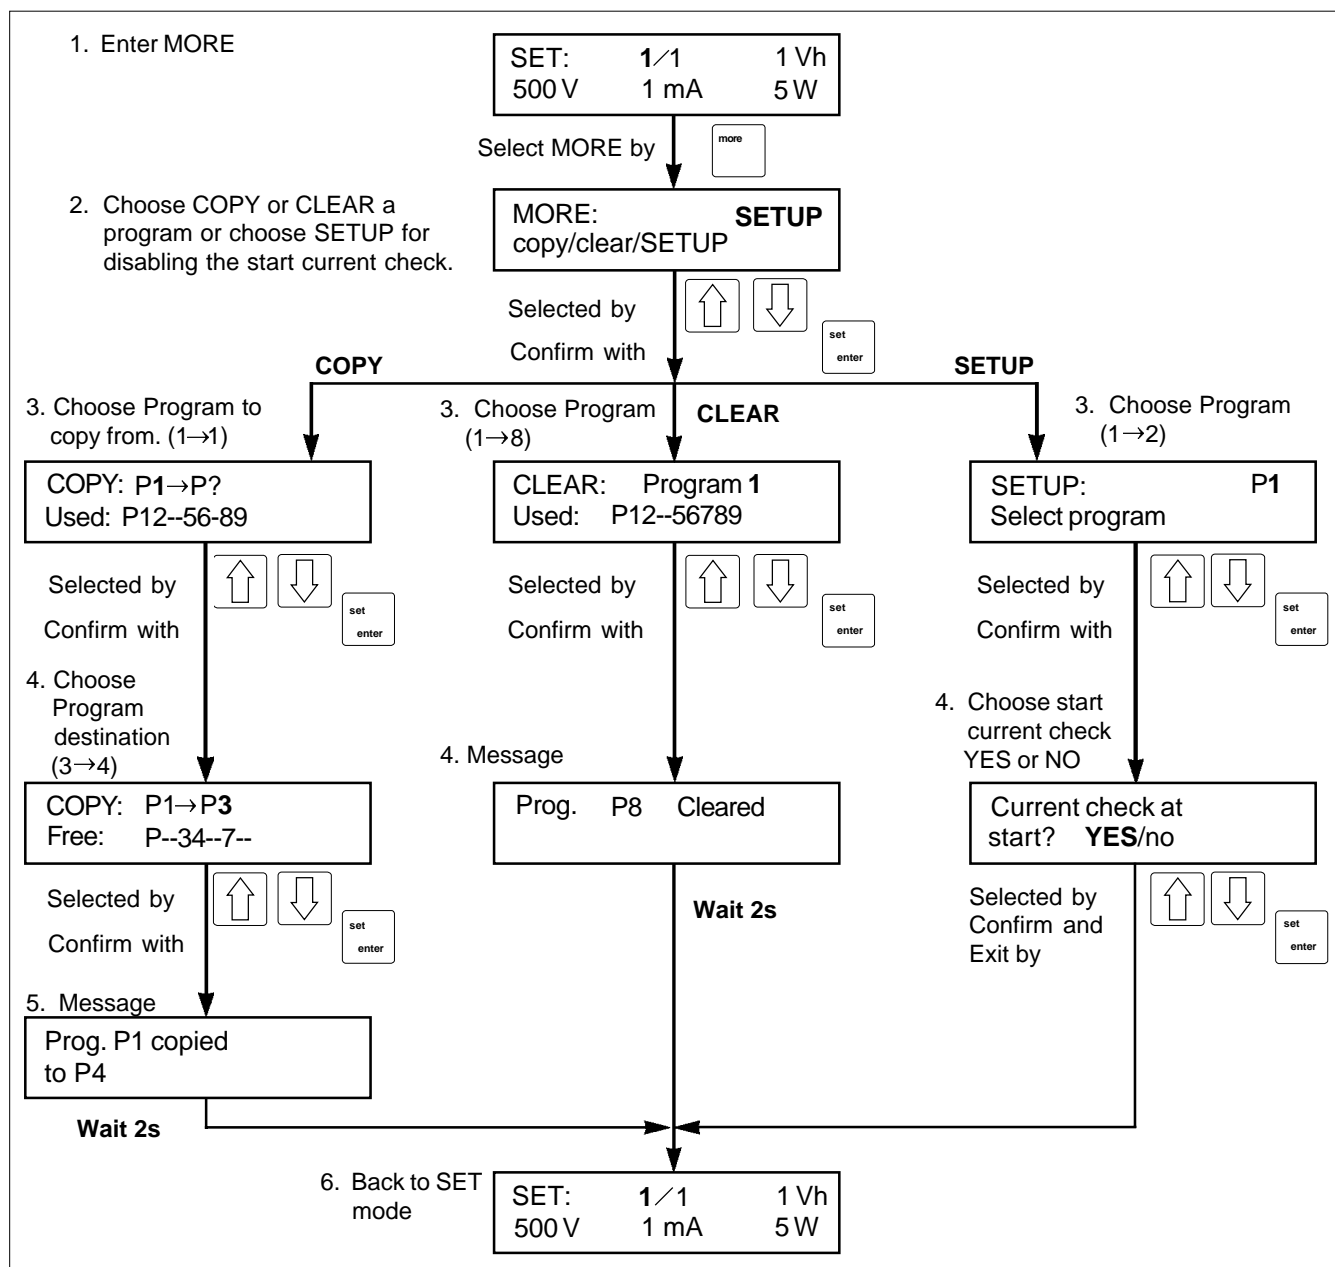 1. Enter MORE
SET: 1/1 1 Vh
500 V 1 mA 5 W
Select MORE by
more
2. Choose COPY or CLEAR a
program or choose SETUP for
disabling the start current check.
MORE: SETUP
copy/clear/SETUP
Selected by
Confirm with
set
enter
COPY
3. Choose Program to
copy from. (1→1)
COPY: P1→P?
Used: P12--56-89
Selected by
Confirm with
set
enter
4. Choose
Program
destination
(3→4)
COPY: P1→P3
Free: P--34--7--
Selected by
Confirm with
set
enter
5. Message
Prog. P1 copied
to P4
Wait 2s
CLEAR
3. Choose Program
(1→8)
CLEAR: Program 1
Used: P12--56789
Selected by
Confirm with
set
enter
4. Message
Prog. P8 Cleared
Wait 2s
SETUP
3. Choose Program
(1→2)
SETUP: P1
Select program
Selected by
Confirm with
set
enter
4. Choose start
current check
YES or NO
Current check at
start? YES/no
Selected by
Confirm and
Exit by
set
enter
6. Back to SET
mode
SET: 1/1 1 Vh
500 V 1 mA 5 W